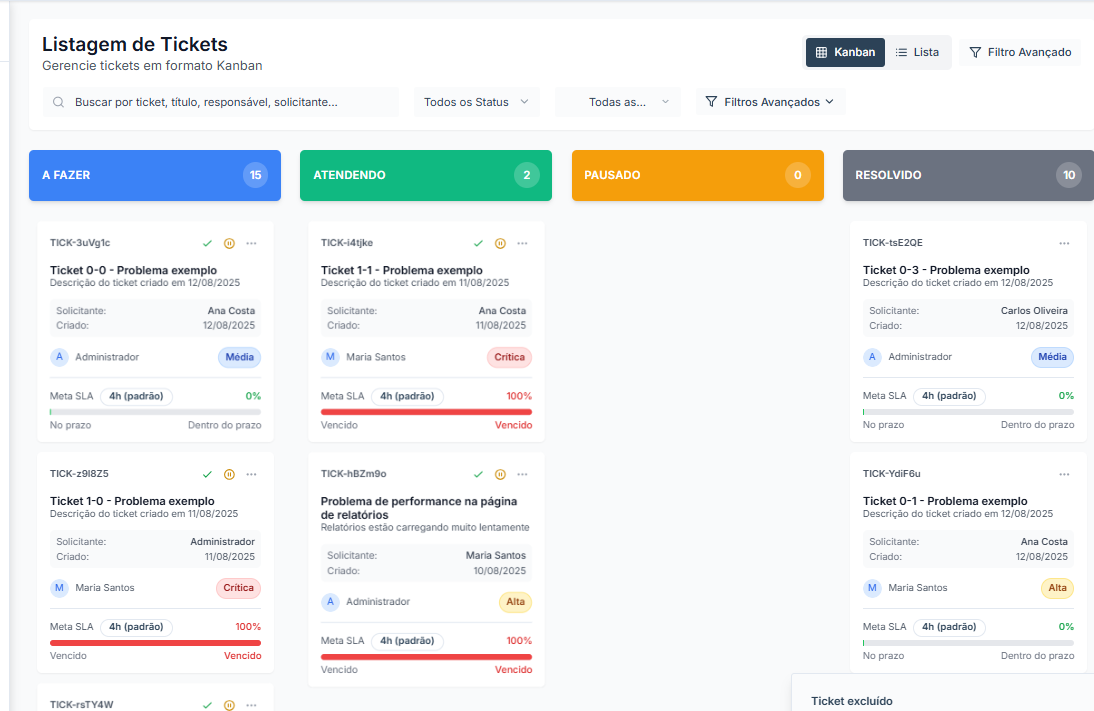 Listagem de Tickets
Gerencie tickets em formato Kanban
Kanban
Lista
Filtro Avançado
Buscar por ticket, título, responsável, solicitante...
Todos os Status
Todas as...
Filtros Avançados
A FAZER 15
TICK-3uVg1c
Ticket 0-0 - Problema exemplo
Descrição do ticket criado em 12/08/2025
Solicitante: Ana Costa
Criado: 12/08/2025
A Administrador Média
Meta SLA 4h (padrão) 0%
No prazo Dentro do prazo
TICK-z9I8Z5
Ticket 1-0 - Problema exemplo
Descrição do ticket criado em 11/08/2025
Solicitante: Administrador
Criado: 11/08/2025
M Maria Santos Crítica
Meta SLA 4h (padrão) 100%
Vencido Vencido
TICK-rsTY4W
ATENDENDO 2
TICK-i4tjke
Ticket 1-1 - Problema exemplo
Descrição do ticket criado em 11/08/2025
Solicitante: Ana Costa
Criado: 11/08/2025
M Maria Santos Crítica
Meta SLA 4h (padrão) 100%
Vencido Vencido
TICK-hBZm9o
Problema de performance na página
de relatórios
Relatórios estão carregando muito lentamente
Solicitante: Maria Santos
Criado: 10/08/2025
A Administrador Alta
Meta SLA 4h (padrão) 100%
Vencido Vencido
PAUSADO 0
RESOLVIDO 10
TICK-tsE2QE
Ticket 0-3 - Problema exemplo
Descrição do ticket criado em 12/08/2025
Solicitante: Carlos Oliveira
Criado: 12/08/2025
A Administrador Média
Meta SLA 4h (padrão) 0%
No prazo Dentro do prazo
TICK-YdiF6u
Ticket 0-1 - Problema exemplo
Descrição do ticket criado em 12/08/2025
Solicitante: Ana Costa
Criado: 12/08/2025
M Maria Santos Alta
Meta SLA 4h (padrão) 0%
No prazo Dentro do prazo
Ticket excluído